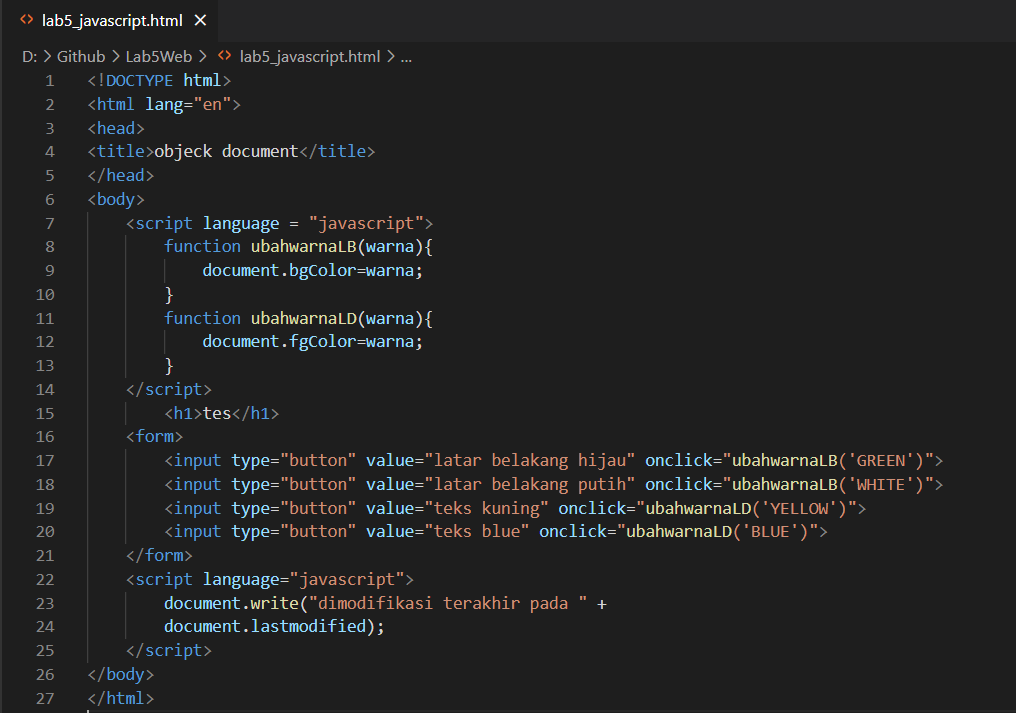 lab5_javascript.html
D: > Github > Lab5Web > lab5_javascript.html > ...
1 <!DOCTYPE html>
2 <html lang="en">
3 <head>
4 <title>objeck document</title>
5 </head>
6 <body>
7 <script language = "javascript">
8 function ubahwarnaLB(warna){
9 document.bgColor=warna;
10 }
11 function ubahwarnaLD(warna){
12 document.fgColor=warna;
13 }
14 </script>
15 <h1>tes</h1>
16 <form>
17 <input type="button" value="latar belakang hijau" onclick="ubahwarnaLB('GREEN')">
18 <input type="button" value="latar belakang putih" onclick="ubahwarnaLB('WHITE')">
19 <input type="button" value="teks kuning" onclick="ubahwarnaLD('YELLOW')">
20 <input type="button" value="teks blue" onclick="ubahwarnaLD('BLUE')">
21 </form>
22 <script language="javascript">
23 document.write("dimodifikasi terakhir pada " +
24 document.lastmodified);
25 </script>
26 </body>
27 </html>